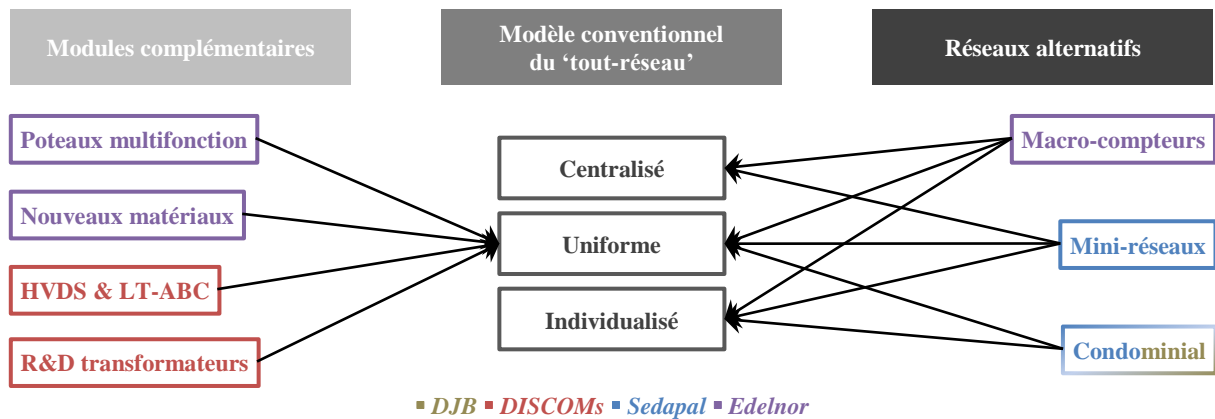 Modules complémentaires
Modèle conventionnel
du ‘tout-réseau’
Réseaux alternatifs
Poteaux multifonction
Nouveaux matériaux
HVDS & LT-ABC
R&D transformateurs
Centralisé
Uniforme
Individualisé
Macro-compteurs
Mini-réseaux
Condominial
DJB DISCOMs Sedapal Edelnor